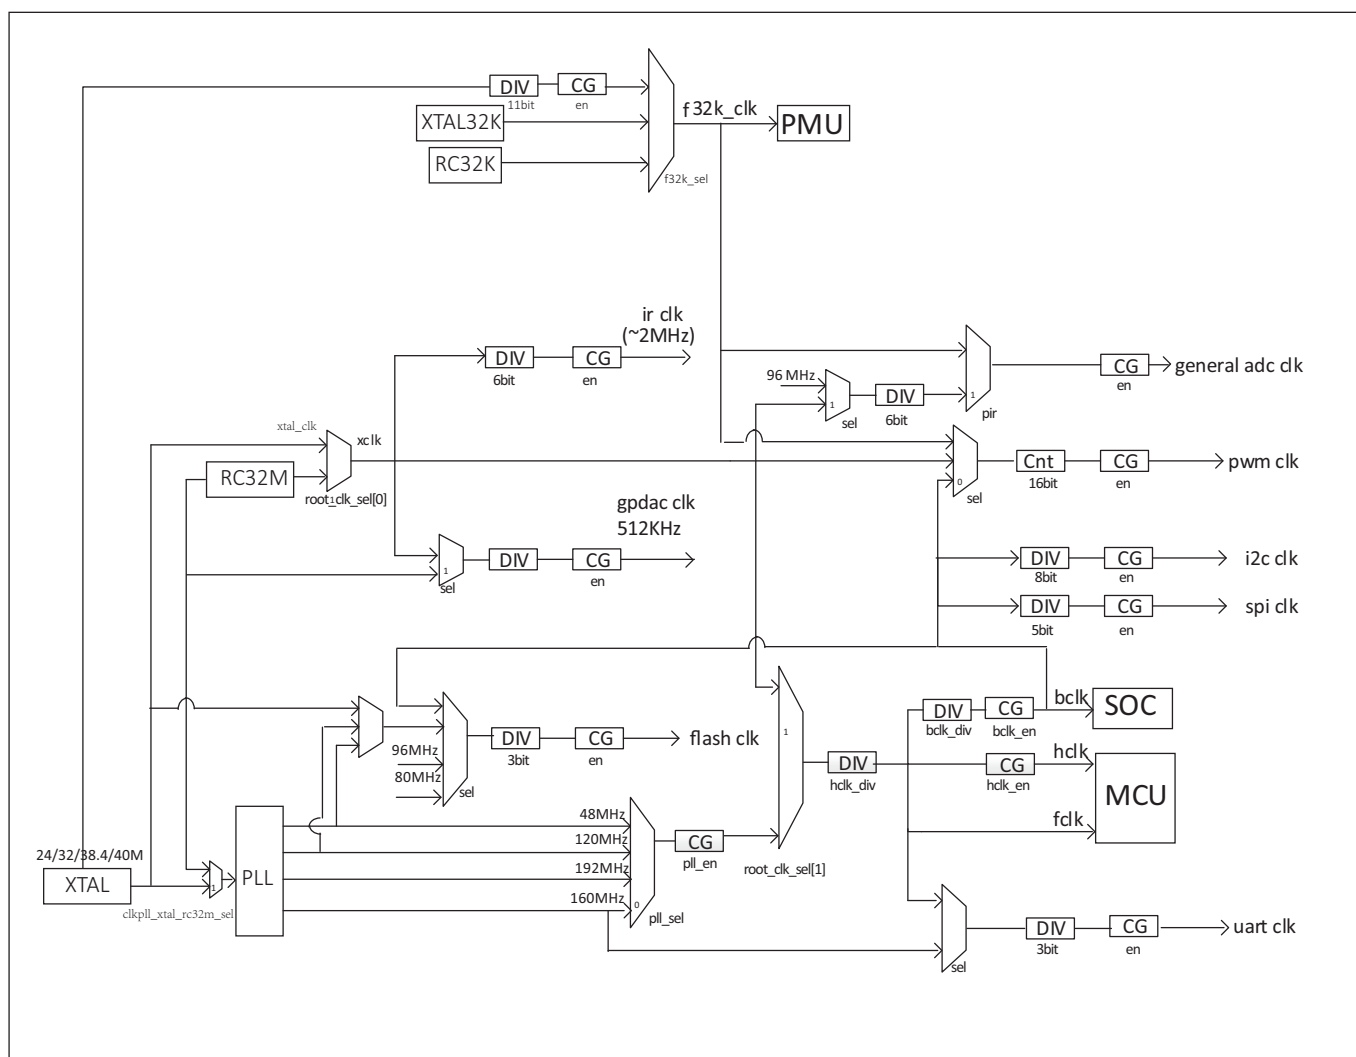 DIV
11bit
CG
en
XTAL32K
RC32K
f32k_sel
f32k_clk
PMU
ir clk
(~2MHz)
DIV
6bit
CG
en
96 MHz
1
sel
DIV
6bit
1
pir
CG
en
general adc clk
xtal_clk
xclk
RC32M
1
root_clk_sel[0]
0
sel
Cnt
16bit
CG
en
pwm clk
gpdac clk
512KHz
1
sel
DIV
CG
en
DIV
8bit
CG
en
i2c clk
DIV
5bit
CG
en
spi clk
96MHz
80MHz
sel
DIV
3bit
CG
en
flash clk
1
root_clk_sel[1]
DIV
hclk_div
DIV
bclk_div
CG
bclk_en
bclk
SOC
CG
hclk_en
hclk
fclk
MCU
24/32/38.4/40M
XTAL
1
clkpll_xtal_rc32m_sel
PLL
48MHz
120MHz
192MHz
160MHz
0
pll_sel
CG
pll_en
sel
DIV
3bit
CG
en
uart clk